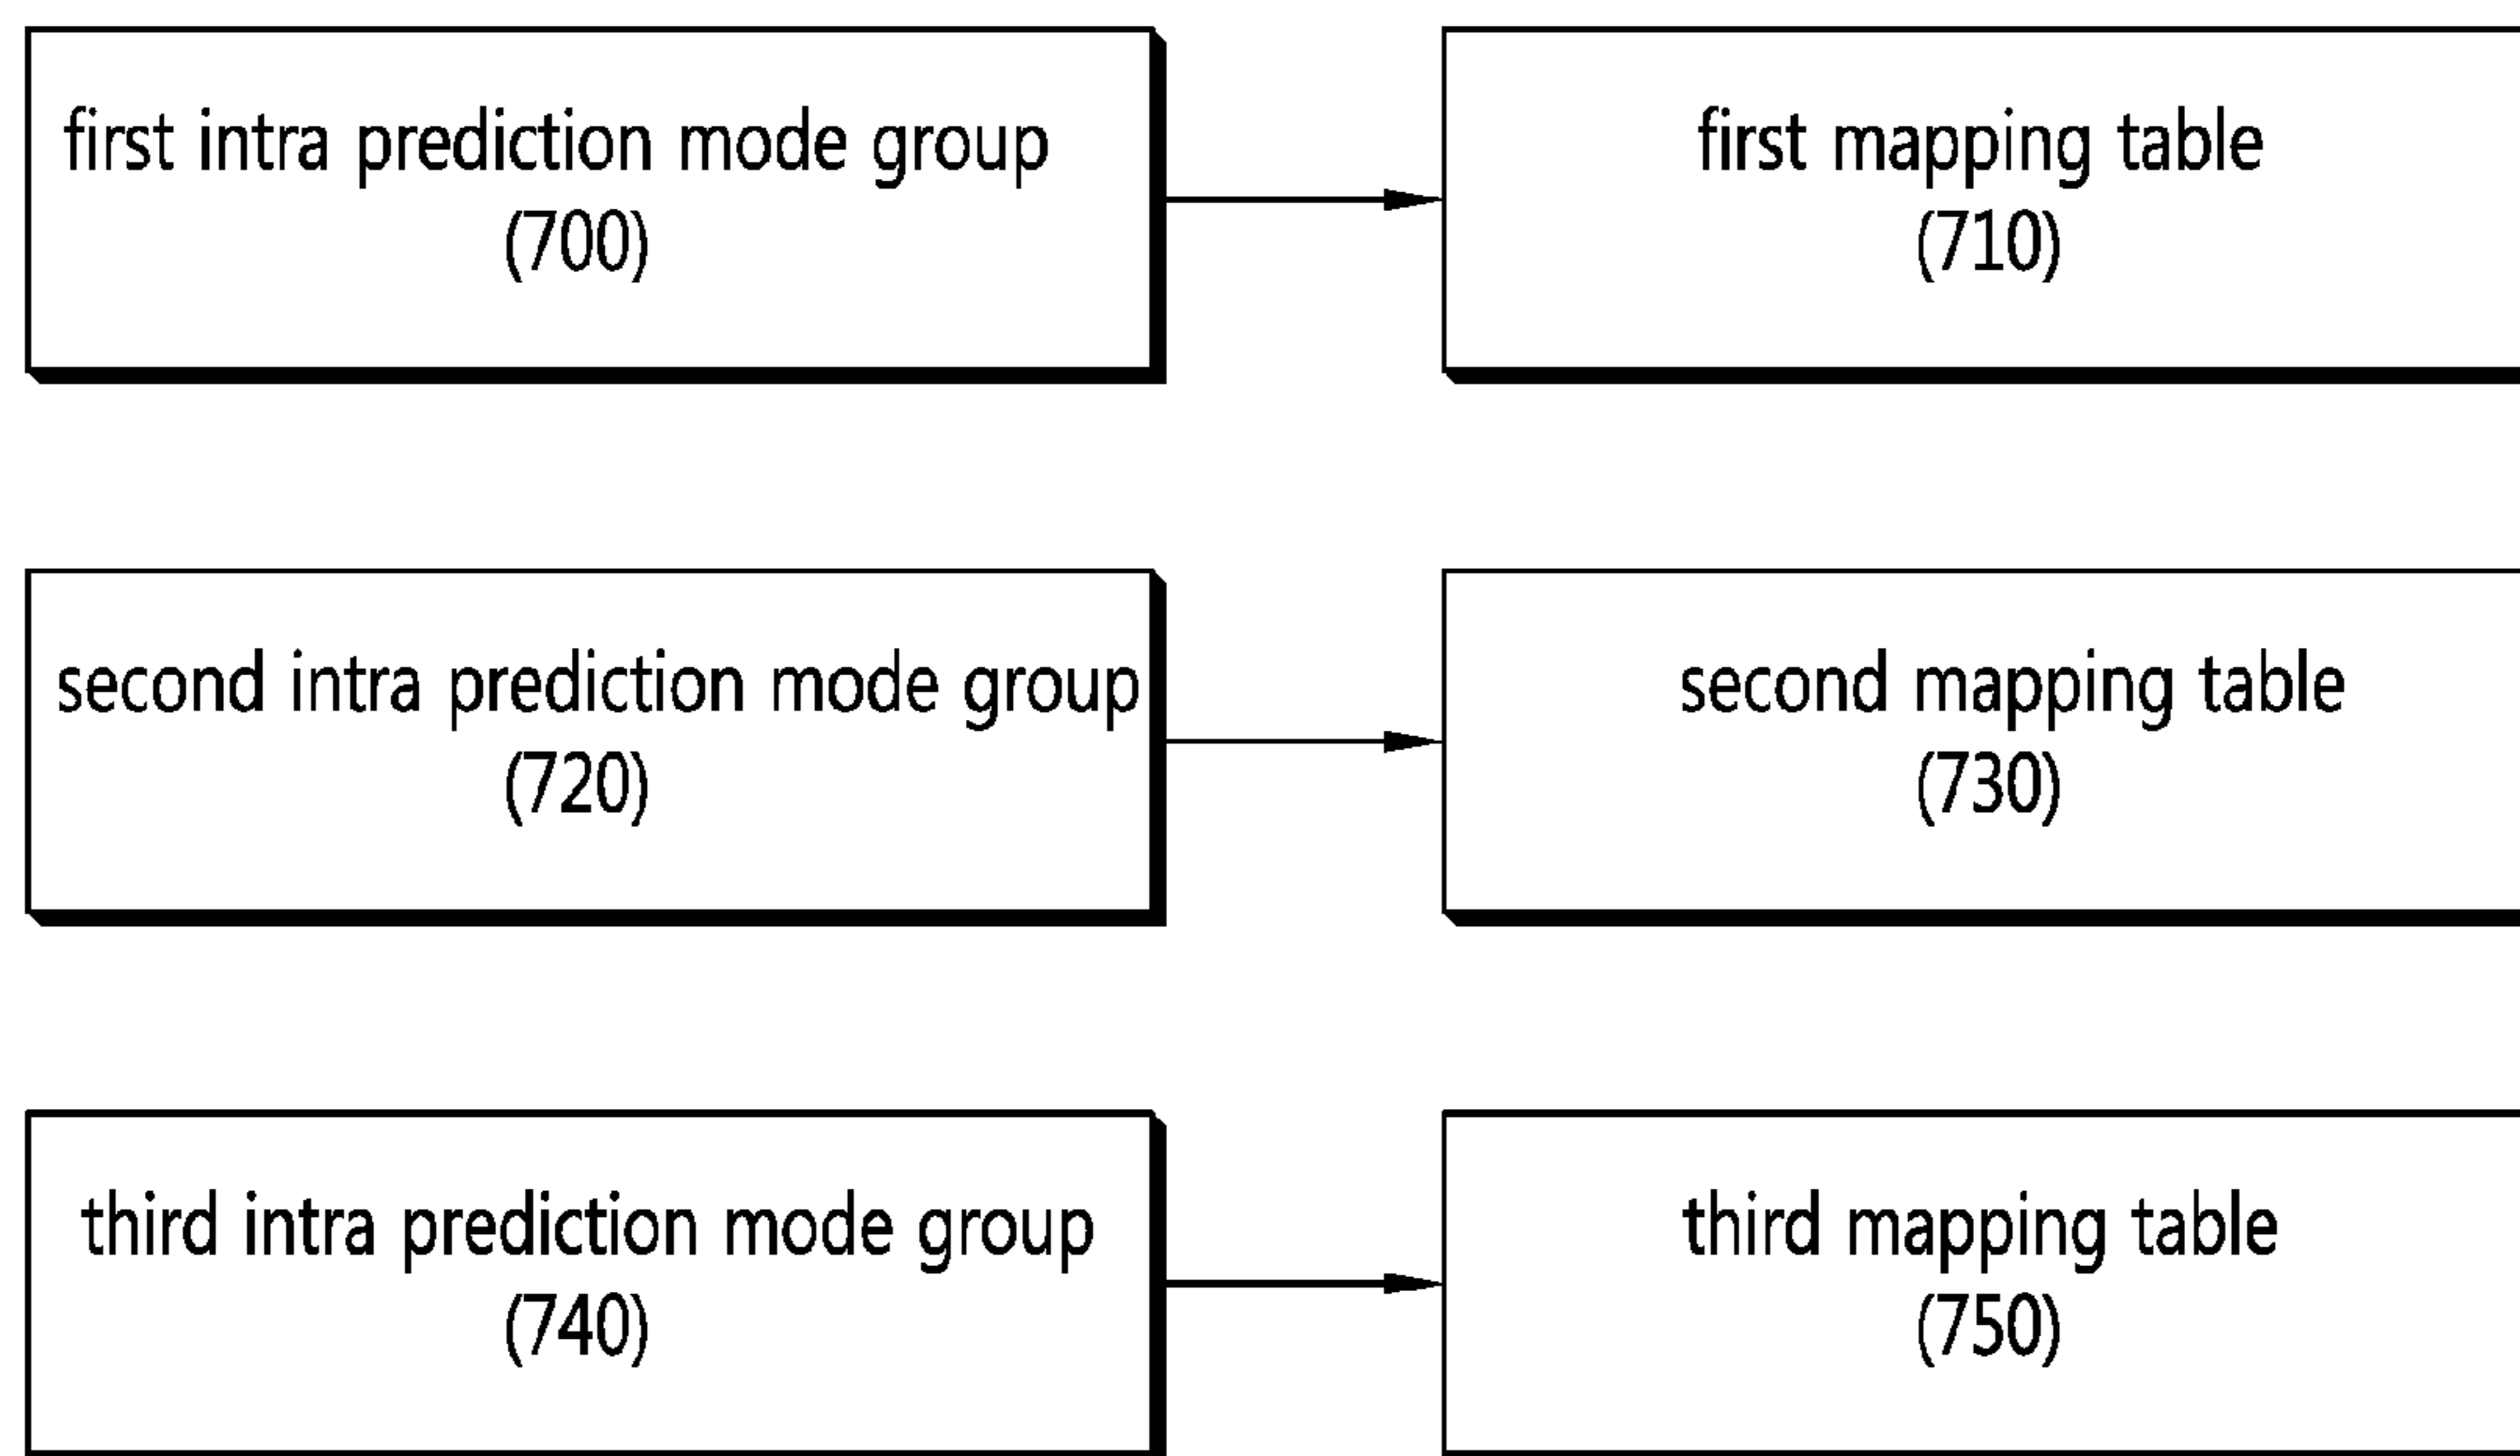 first intra prediction mode group
(700)
first mapping table
(710)
second intra prediction mode group
(720)
second mapping table
(730)
third intra prediction mode group
(740)
third mapping table
(750)